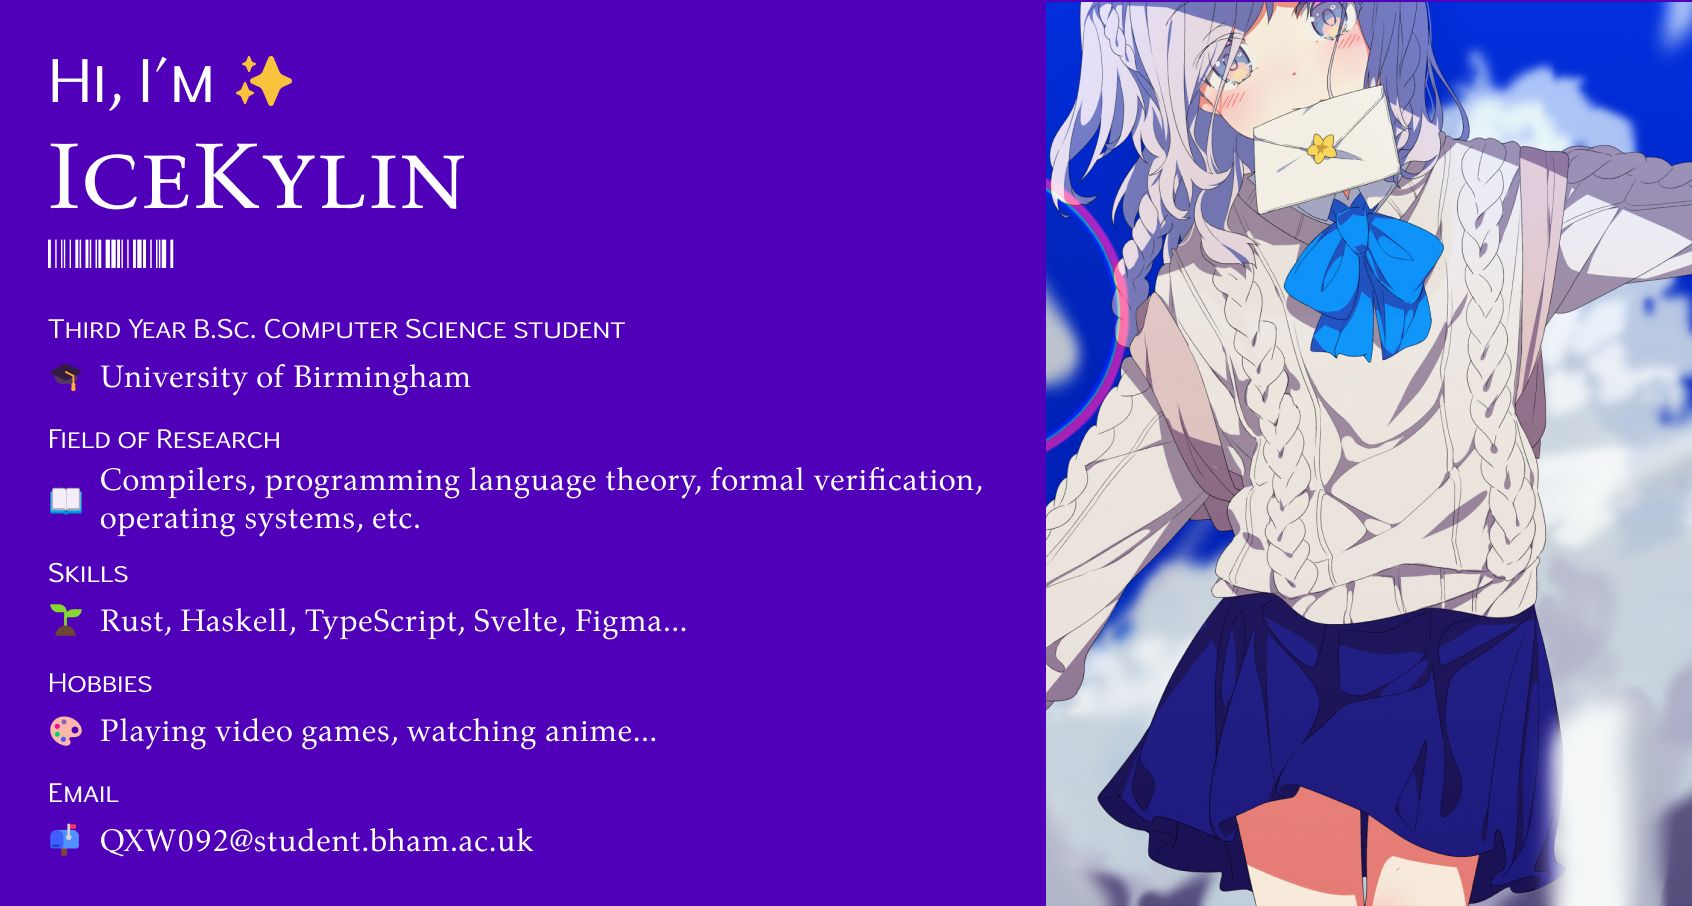 Hi, I′m ✨
IceKylin
Third Year B.Sc. Computer Science student
🎓 University of Birmingham
Field of Research
📖 Compilers, programming language theory, formal verification,
operating systems, etc.
Skills
🌱 Rust, Haskell, TypeScript, Svelte, Figma...
Hobbies
🎨 Playing video games, watching anime...
Email
📫 QXW092@student.bham.ac.uk